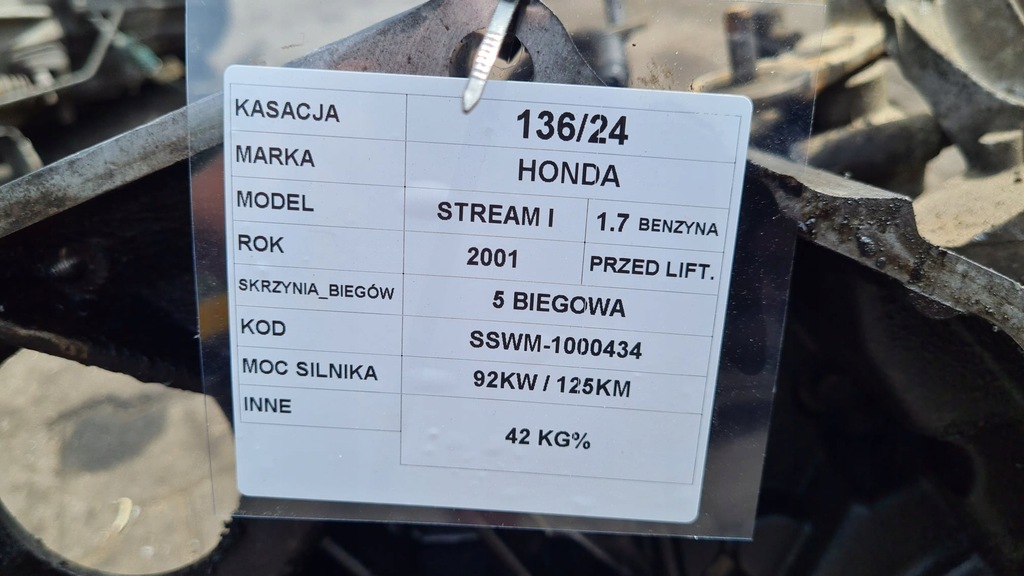 KASACJA 136/24
MARKA HONDA
MODEL STREAM I 1.7 BENZYNA
ROK 2001 PRZED LIFT.
SKRZYNIA_BIEGÓW 5 BIEGOWA
KOD SSWM-1000434
MOC SILNIKA 92KW / 125KM
INNE 42 KG%